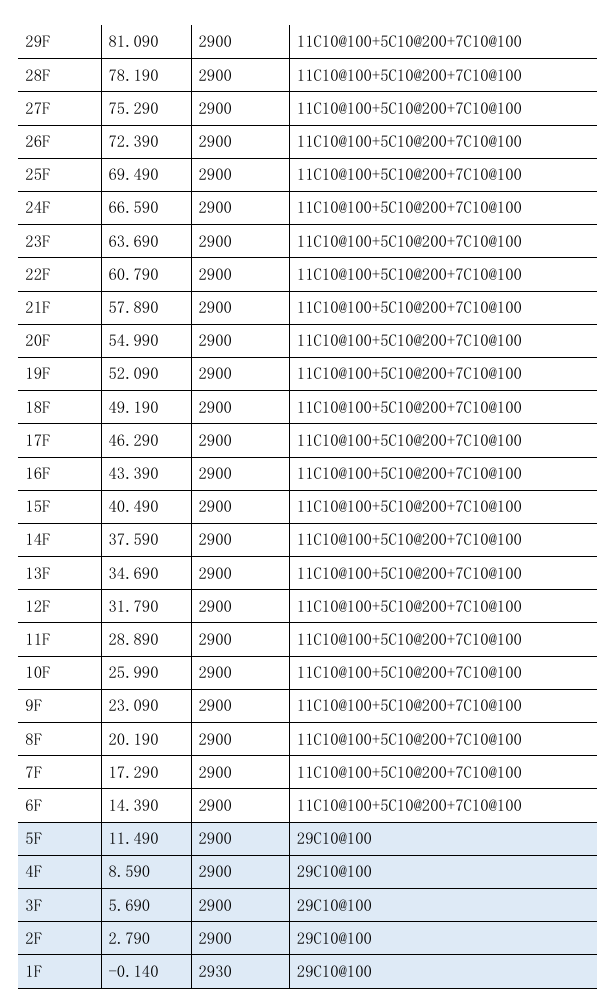 29F 81.090 2900 11C10@100+5C10@200+7C10@100
28F 78.190 2900 11C10@100+5C10@200+7C10@100
27F 75.290 2900 11C10@100+5C10@200+7C10@100
26F 72.390 2900 11C10@100+5C10@200+7C10@100
25F 69.490 2900 11C10@100+5C10@200+7C10@100
24F 66.590 2900 11C10@100+5C10@200+7C10@100
23F 63.690 2900 11C10@100+5C10@200+7C10@100
22F 60.790 2900 11C10@100+5C10@200+7C10@100
21F 57.890 2900 11C10@100+5C10@200+7C10@100
20F 54.990 2900 11C10@100+5C10@200+7C10@100
19F 52.090 2900 11C10@100+5C10@200+7C10@100
18F 49.190 2900 11C10@100+5C10@200+7C10@100
17F 46.290 2900 11C10@100+5C10@200+7C10@100
16F 43.390 2900 11C10@100+5C10@200+7C10@100
15F 40.490 2900 11C10@100+5C10@200+7C10@100
14F 37.590 2900 11C10@100+5C10@200+7C10@100
13F 34.690 2900 11C10@100+5C10@200+7C10@100
12F 31.790 2900 11C10@100+5C10@200+7C10@100
11F 28.890 2900 11C10@100+5C10@200+7C10@100
10F 25.990 2900 11C10@100+5C10@200+7C10@100
9F 23.090 2900 11C10@100+5C10@200+7C10@100
8F 20.190 2900 11C10@100+5C10@200+7C10@100
7F 17.290 2900 11C10@100+5C10@200+7C10@100
6F 14.390 2900 11C10@100+5C10@200+7C10@100
5F 11.490 2900 29C10@100
4F 8.590 2900 29C10@100
3F 5.690 2900 29C10@100
2F 2.790 2900 29C10@100
1F -0.140 2930 29C10@100